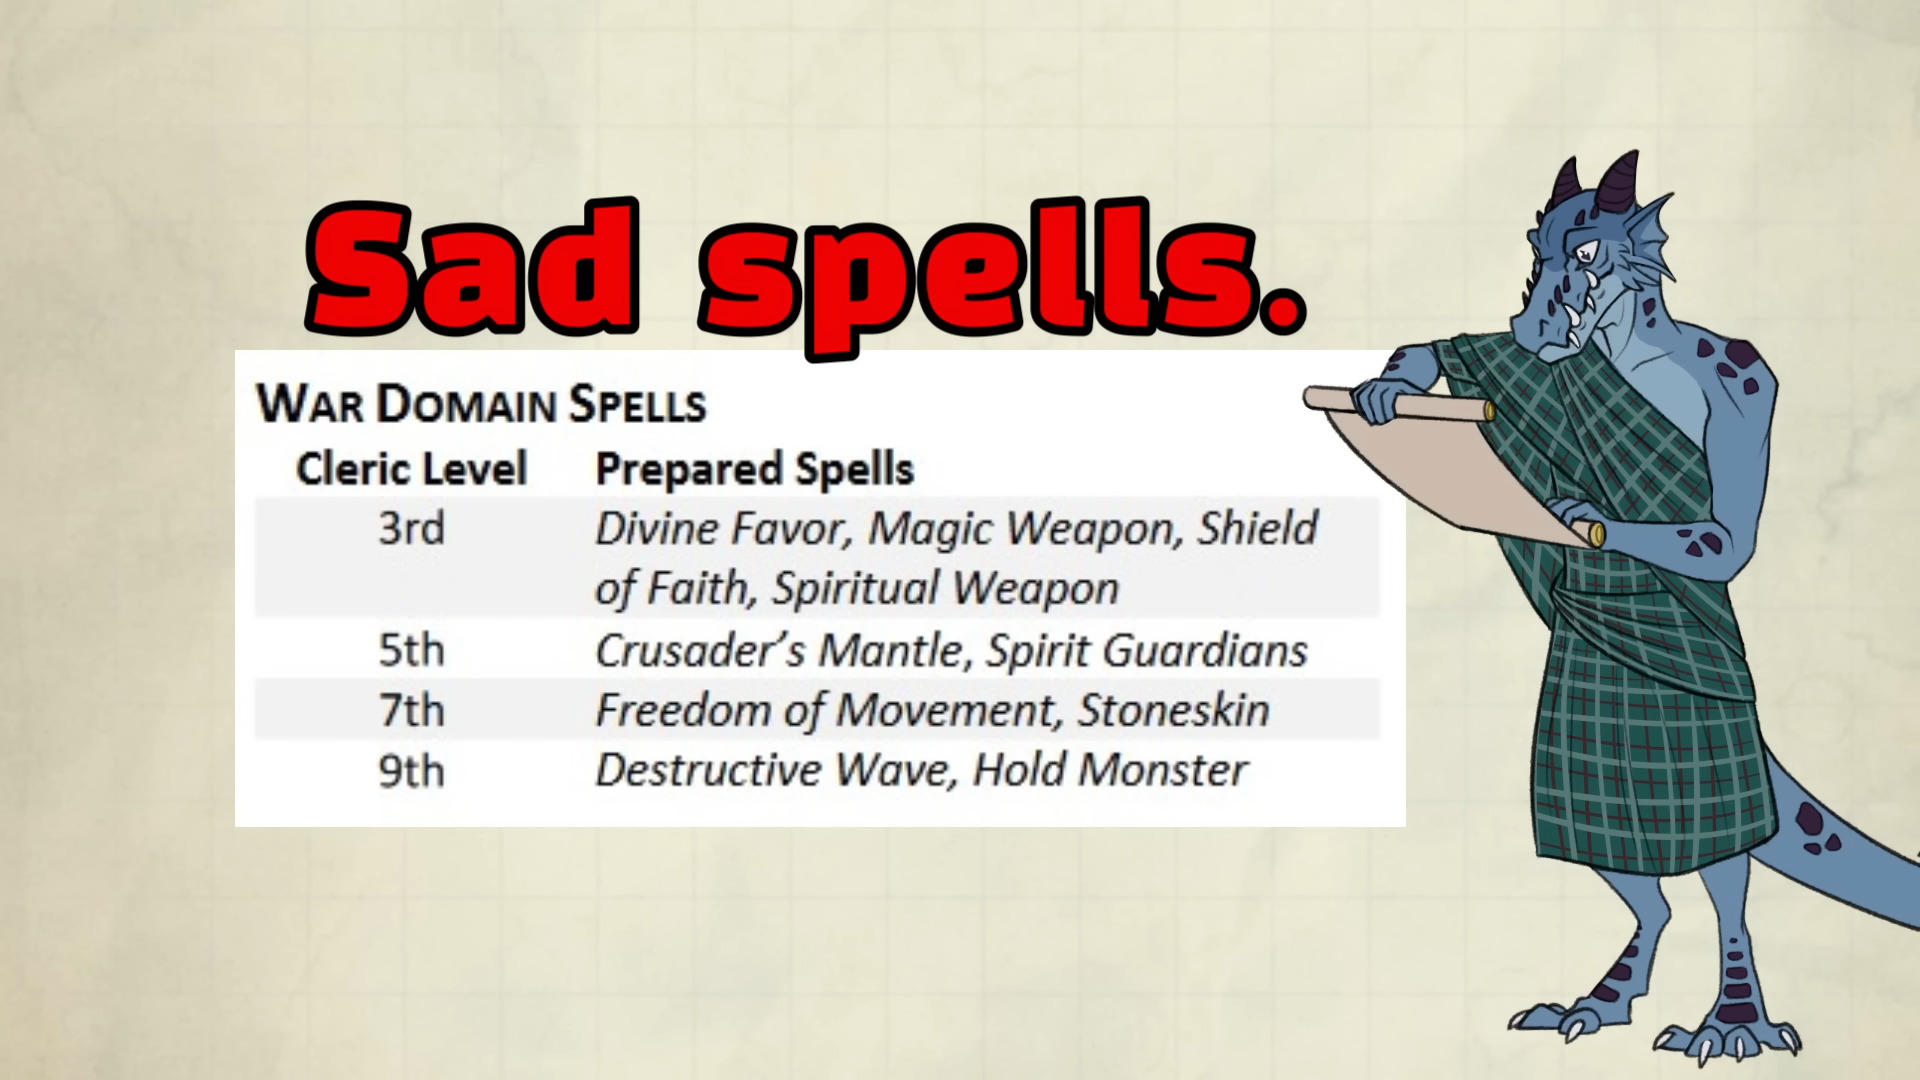 Sad spells.
WAR DOMAIN SPELLS
Cleric Level Prepared Spells
3rd Divine Favor, Magic Weapon, Shield
of Faith, Spiritual Weapon
5th Crusader's Mantle, Spirit Guardians
7th Freedom of Movement, Stoneskin
9th Destructive Wave, Hold Monster